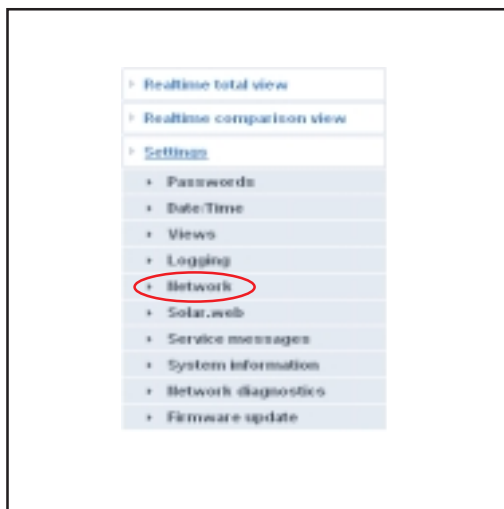 Realtime total view
Realtime comparison view
Settings
Passwords
Date/Time
Views
Logging
Network
Solar.web
Service messages
System information
Network diagnostics
Firmware update